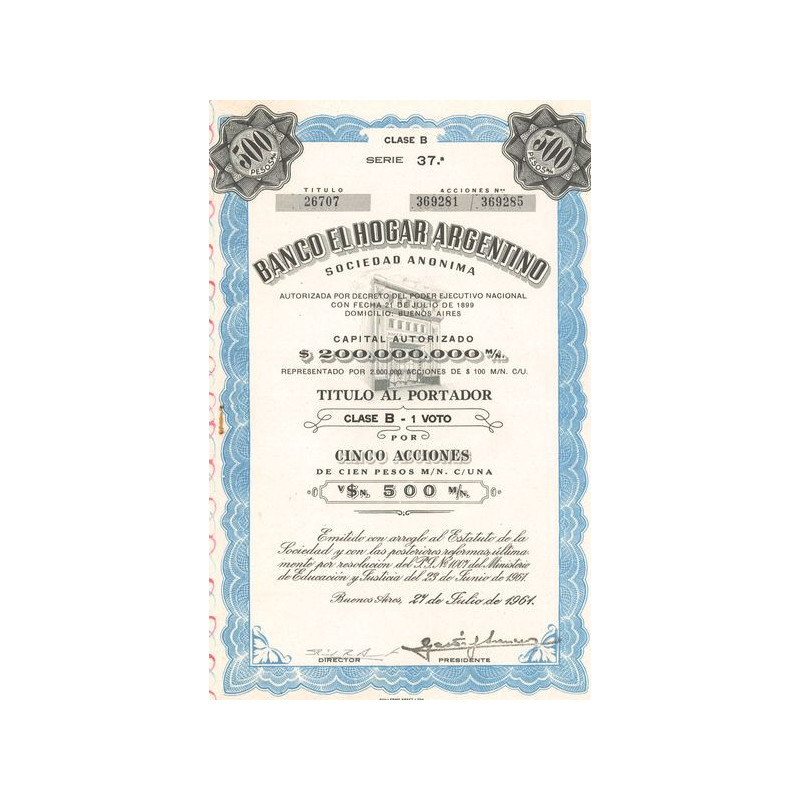 500
PESOS M/N.
500
PESOS M/N.
CLASE B
SERIE 37.ª
TITULO
ACCIONES Nos.
26707
369281 / 369285
BANCO EL HOGAR ARGENTINO
SOCIEDAD ANONIMA
AUTORIZADA POR DECRETO DEL PODER EJECUTIVO NACIONAL
CON FECHA 21 DE JULIO DE 1899
DOMICILIO: BUENOS AIRES
CAPITAL AUTORIZADO
$ 200.000.000 M/N.
REPRESENTADO POR 2.000.000 ACCIONES DE $ 100 M/N. C/U.
TITULO AL PORTADOR
CLASE B - 1 VOTO
POR
CINCO ACCIONES
DE CIEN PESOS M/N. C/UNA
V$N. 500 M/N.
Emitido con arreglo al Estatuto de la
Sociedad y con las posteriores reformas, última
mente por resolución del P.J. Nº 1007 del Ministerio
de Educación y Justicia del 23 de Junio de 1961.
Buenos Aires, 27 de Julio de 1961.
DIRECTOR
PRESIDENTE